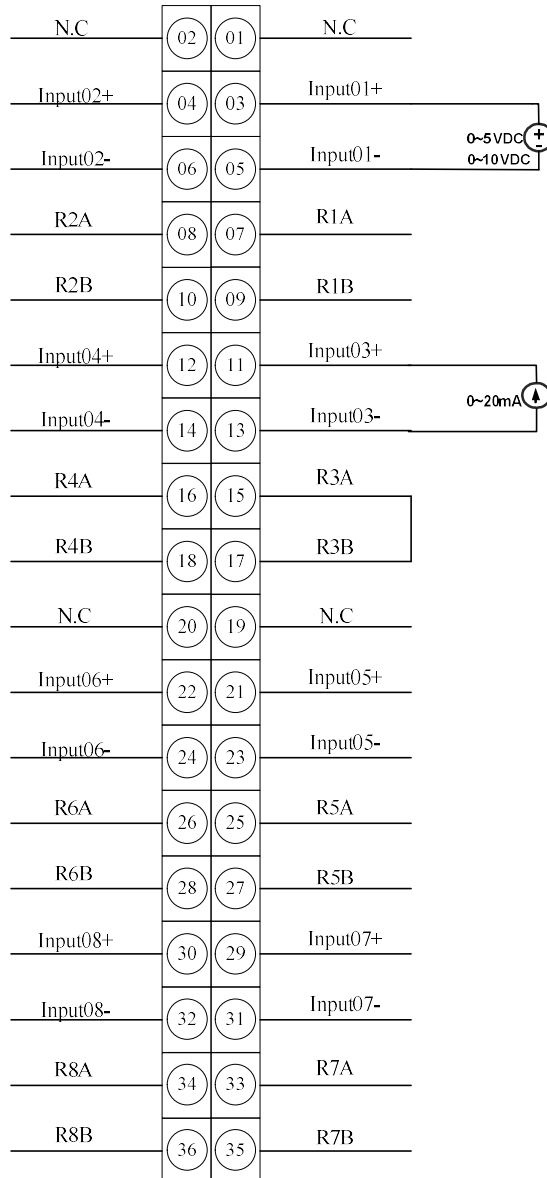 N.C 02 01 N.C
Input02+ 04 03 Input01+
0~5VDC
+
-
Input02- 06 05 Input01- 0~10VDC
R2A 08 07 R1A
R2B 10 09 R1B
Input04+ 12 11 Input03+
0~20mA
Input04- 14 13 Input03-
R4A 16 15 R3A
R4B 18 17 R3B
N.C 20 19 N.C
Input06+ 22 21 Input05+
Input06- 24 23 Input05-
R6A 26 25 R5A
R6B 28 27 R5B
Input08+ 30 29 Input07+
Input08- 32 31 Input07-
R8A 34 33 R7A
R8B 36 35 R7B